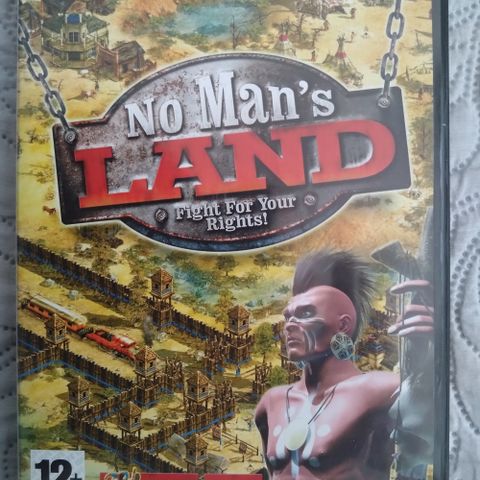 No Man's
LAND
Fight For Your
Rights!
12+